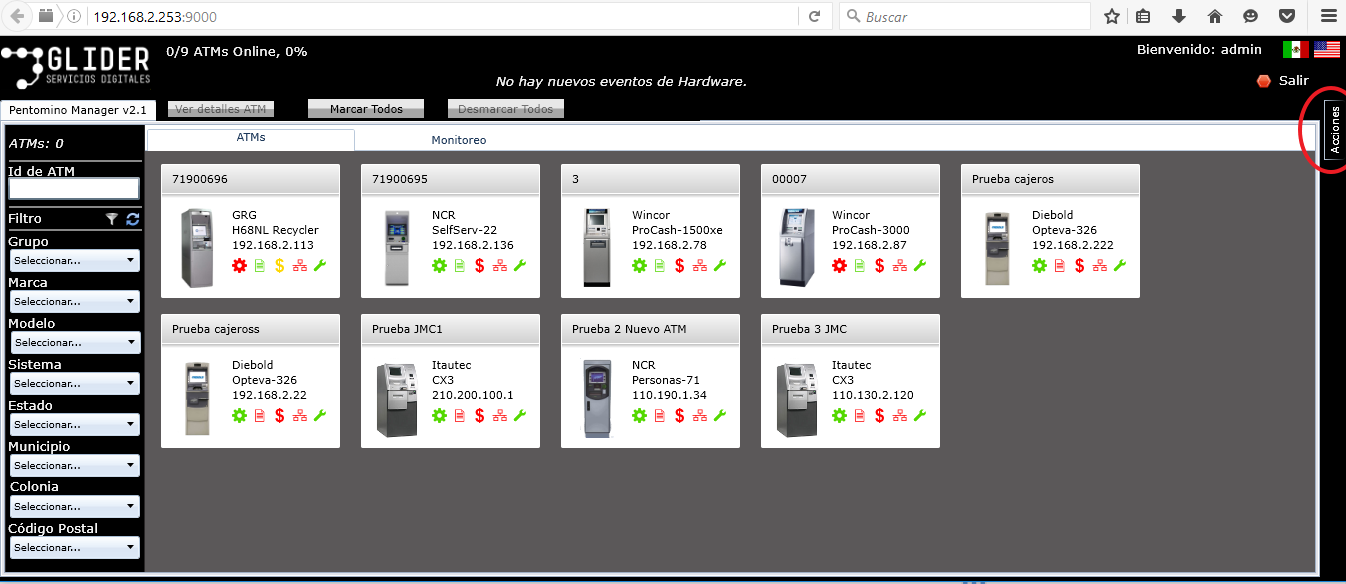 192.168.2.253:9000
Buscar
GLIDER
SERVICIOS DIGITALES
0/9 ATMs Online, 0%
Bienvenido: admin
No hay nuevos eventos de Hardware.
Salir
Pentomino Manager v2.1
Ver detalles ATM
Marcar Todos
Desmarcar Todos
Acciones
ATMs: 0
Id de ATM
Filtro
Grupo
Seleccionar...
Marca
Seleccionar...
Modelo
Seleccionar...
Sistema
Seleccionar...
Estado
Seleccionar...
Municipio
Seleccionar...
Colonia
Seleccionar...
Código Postal
Seleccionar...
ATMs
Monitoreo
71900696
GRG
H68NL Recycler
192.168.2.113
71900695
NCR
SelfServ-22
192.168.2.136
3
Wincor
ProCash-1500xe
192.168.2.78
00007
Wincor
ProCash-3000
192.168.2.87
Prueba cajeros
Diebold
Opteva-326
192.168.2.222
Prueba cajeross
Diebold
Opteva-326
192.168.2.22
Prueba JMC1
Itautec
CX3
210.200.100.1
Prueba 2 Nuevo ATM
NCR
Personas-71
110.190.1.34
Prueba 3 JMC
Itautec
CX3
110.130.2.120